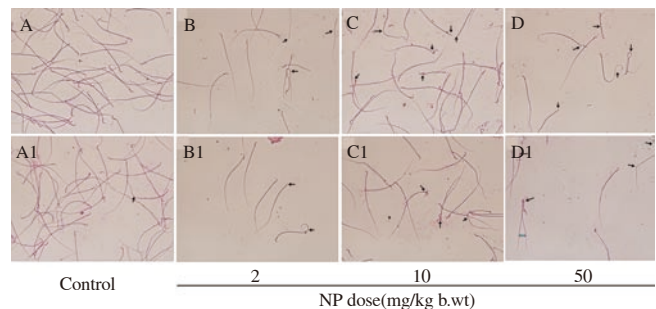 A B C D
A1 B1 C1 D1
Control 2 10 50
NP dose(mg/kg b.wt)